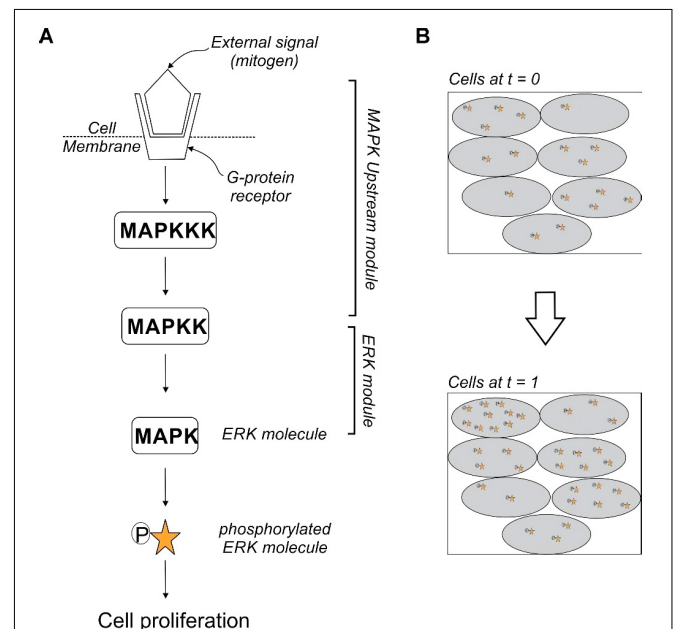 A
External signal
(mitogen)
Cell
Membrane
G-protein
receptor
MAPKKK
MAPKK
MAPK
ERK molecule
P
phosphorylated
ERK molecule
Cell proliferation
MAPK Upstream module
ERK module
B
Cells at t = 0
Cells at t = 1